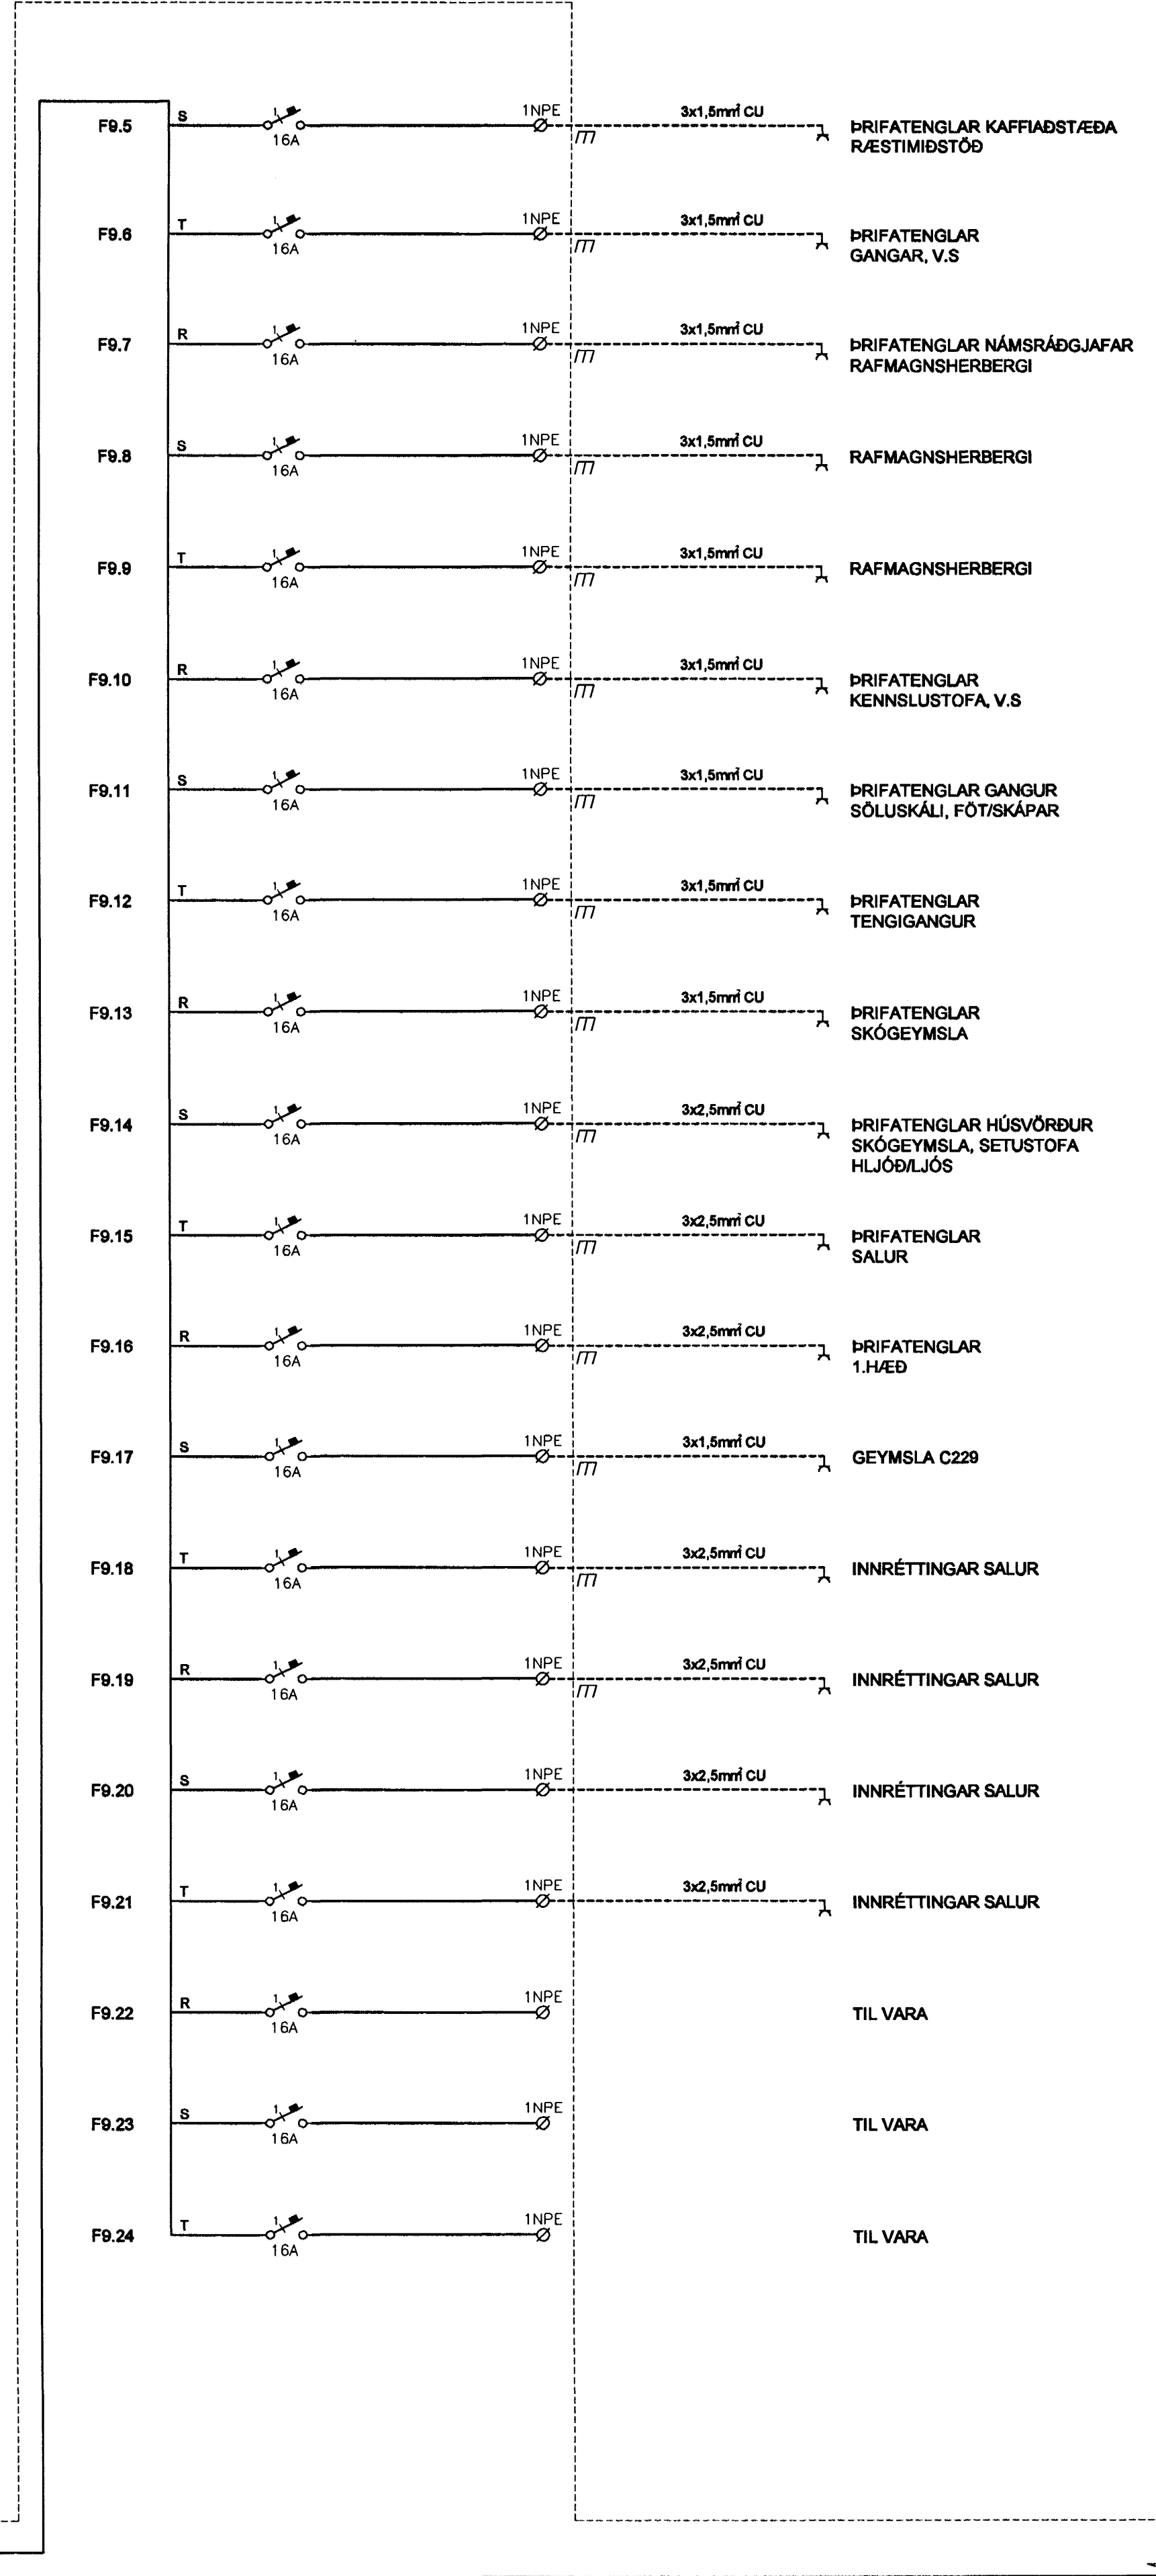 F9.5 S 1 16A 1NPE 3x1,5mm² CU ÞRIFATENGLAR KAFFIAÐSTÆÐA
RÆSTIMIÐSTÖÐ
F9.6 T 1 16A 1NPE 3x1,5mm² CU ÞRIFATENGLAR
GANGAR, V.S
F9.7 R 1 16A 1NPE 3x1,5mm² CU ÞRIFATENGLAR NÁMSRÁÐGJAFAR
RAFMAGNSHERBERGI
F9.8 S 1 16A 1NPE 3x1,5mm² CU RAFMAGNSHERBERGI
F9.9 T 1 16A 1NPE 3x1,5mm² CU RAFMAGNSHERBERGI
F9.10 R 1 16A 1NPE 3x1,5mm² CU ÞRIFATENGLAR
KENNSLUSTOFA, V.S
F9.11 S 1 16A 1NPE 3x1,5mm² CU ÞRIFATENGLAR GANGUR
SÖLUSKÁLI, FÖT/SKÁPAR
F9.12 T 1 16A 1NPE 3x1,5mm² CU ÞRIFATENGLAR
TENGIGANGUR
F9.13 R 1 16A 1NPE 3x1,5mm² CU ÞRIFATENGLAR
SKÓGEYMSLA
F9.14 S 1 16A 1NPE 3x2,5mm² CU ÞRIFATENGLAR HÚSVÖRÐUR
SKÓGEYMSLA, SETUSTOFA
HLJÓÐ/LJÓS
F9.15 T 1 16A 1NPE 3x2,5mm² CU ÞRIFATENGLAR
SALUR
F9.16 R 1 16A 1NPE 3x2,5mm² CU ÞRIFATENGLAR
1.HÆÐ
F9.17 S 1 16A 1NPE 3x1,5mm² CU GEYMSLA C229
F9.18 T 1 16A 1NPE 3x2,5mm² CU INNRÉTTINGAR SALUR
F9.19 R 1 16A 1NPE 3x2,5mm² CU INNRÉTTINGAR SALUR
F9.20 S 1 16A 1NPE 3x2,5mm² CU INNRÉTTINGAR SALUR
F9.21 T 1 16A 1NPE 3x2,5mm² CU INNRÉTTINGAR SALUR
F9.22 R 1 16A 1NPE TIL VARA
F9.23 S 1 16A 1NPE TIL VARA
F9.24 T 1 16A 1NPE TIL VARA